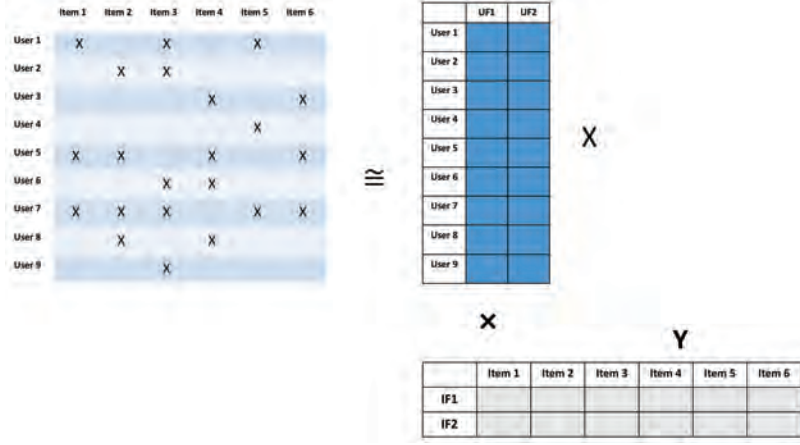 Item 1 Item 2 Item 3 Item 4 Item 5 Item 6
User 1 X X X
User 2 X X
User 3 X X
User 4 X
User 5 X X X X
User 6 X X
User 7 X X X X X
User 8 X X
User 9 X
≅
UF1 UF2
User 1
User 2
User 3
User 4
User 5
User 6
User 7
User 8
User 9
X
×
Y
Item 1 Item 2 Item 3 Item 4 Item 5 Item 6
IF1
IF2